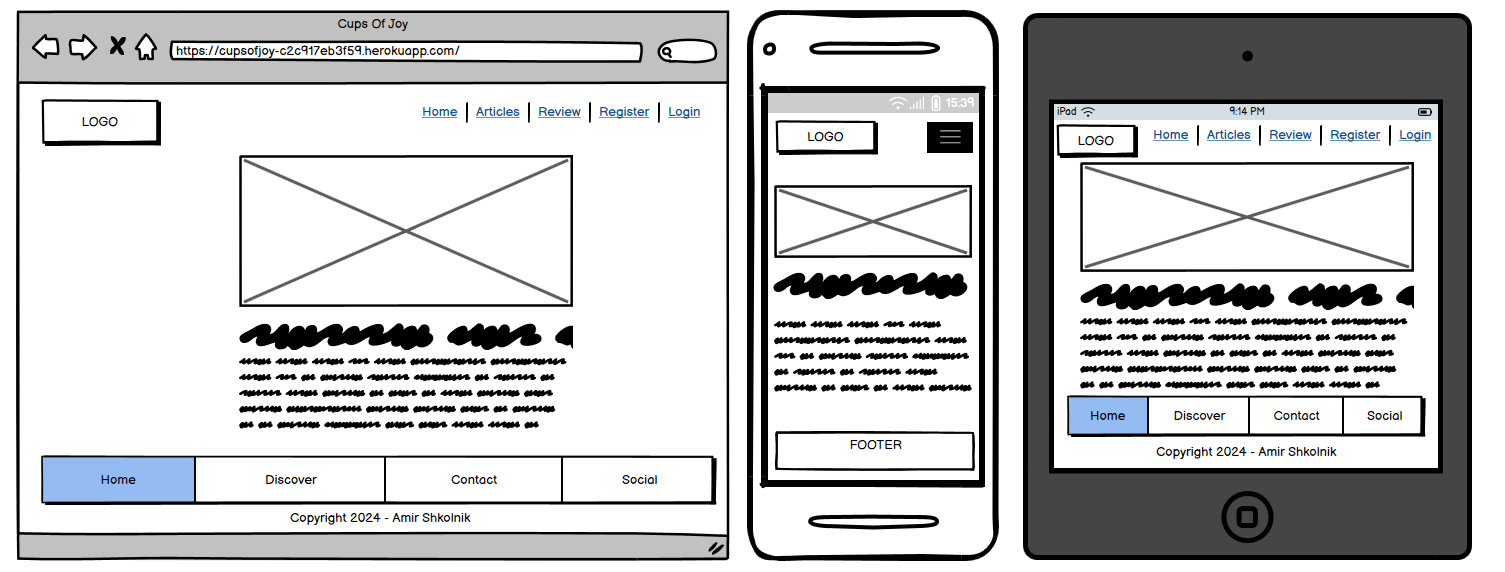 Cups Of Joy
https://cupsofjoy-c2c917eb3f59.herokuapp.com/
LOGO
Home Articles Review Register Login
Home Discover Contact Social
Copyright 2024 - Amir Shkolnik
15:39
LOGO
FOOTER
iPad 9:14 PM
LOGO
Home Articles Review Register Login
Home Discover Contact Social
Copyright 2024 - Amir Shkolnik